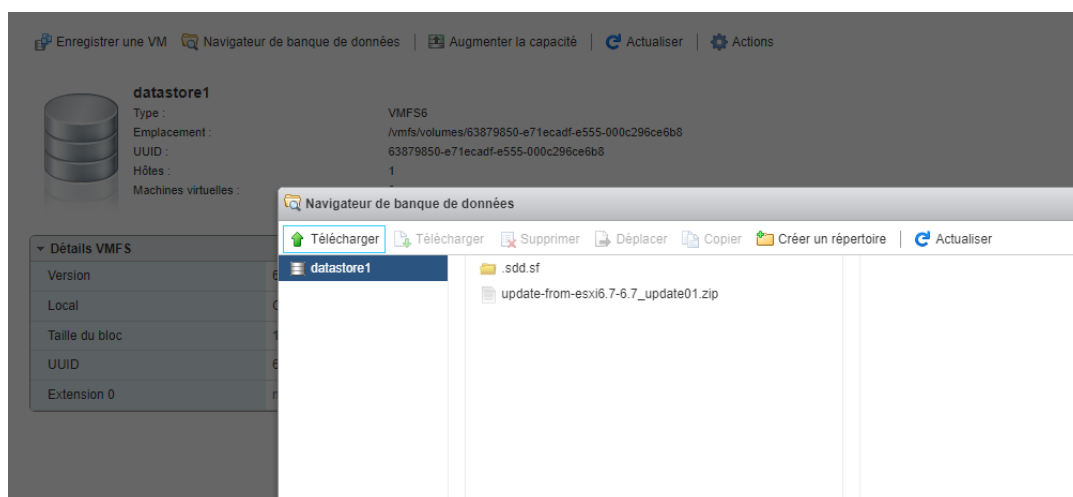 Enregistrer une VM Navigateur de banque de données Augmenter la capacité Actualiser Actions
datastore1
Type : VMFS6
Emplacement : /vmfs/volumes/63879850-e71ecadf-e555-000c296ce6b8
UUID : 63879850-e71ecadf-e555-000c296ce6b8
Hôtes : 1
Machines virtuelles :
Détails VMFS
Version 6
Local
Taille du bloc 1
UUID 6
Extension 0
Navigateur de banque de données
Télécharger Télécharger Supprimer Déplacer Copier Créer un répertoire Actualiser
datastore1 .sdd.sf
update-from-esxi6.7-6.7_update01.zip